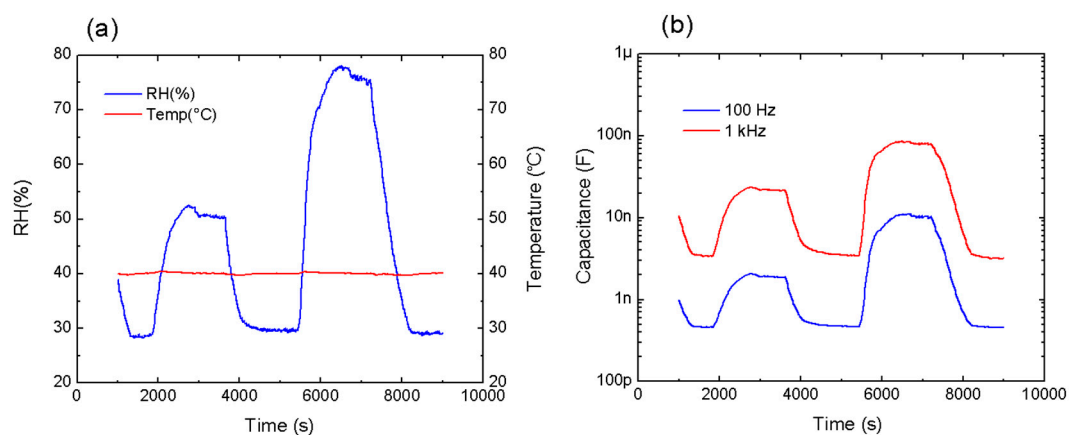 (a)
80
70
60
50
40
30
20
RH(%)
RH(%)
Temp(°C)
80
70
60
50
40
30
20
Temperature (°C)
0
2000
4000
6000
8000
10000
Time (s)
(b)
1μ
100n
10n
1n
100p
Capacitance (F)
100 Hz
1 kHz
0
2000
4000
6000
8000
10000
Time (s)